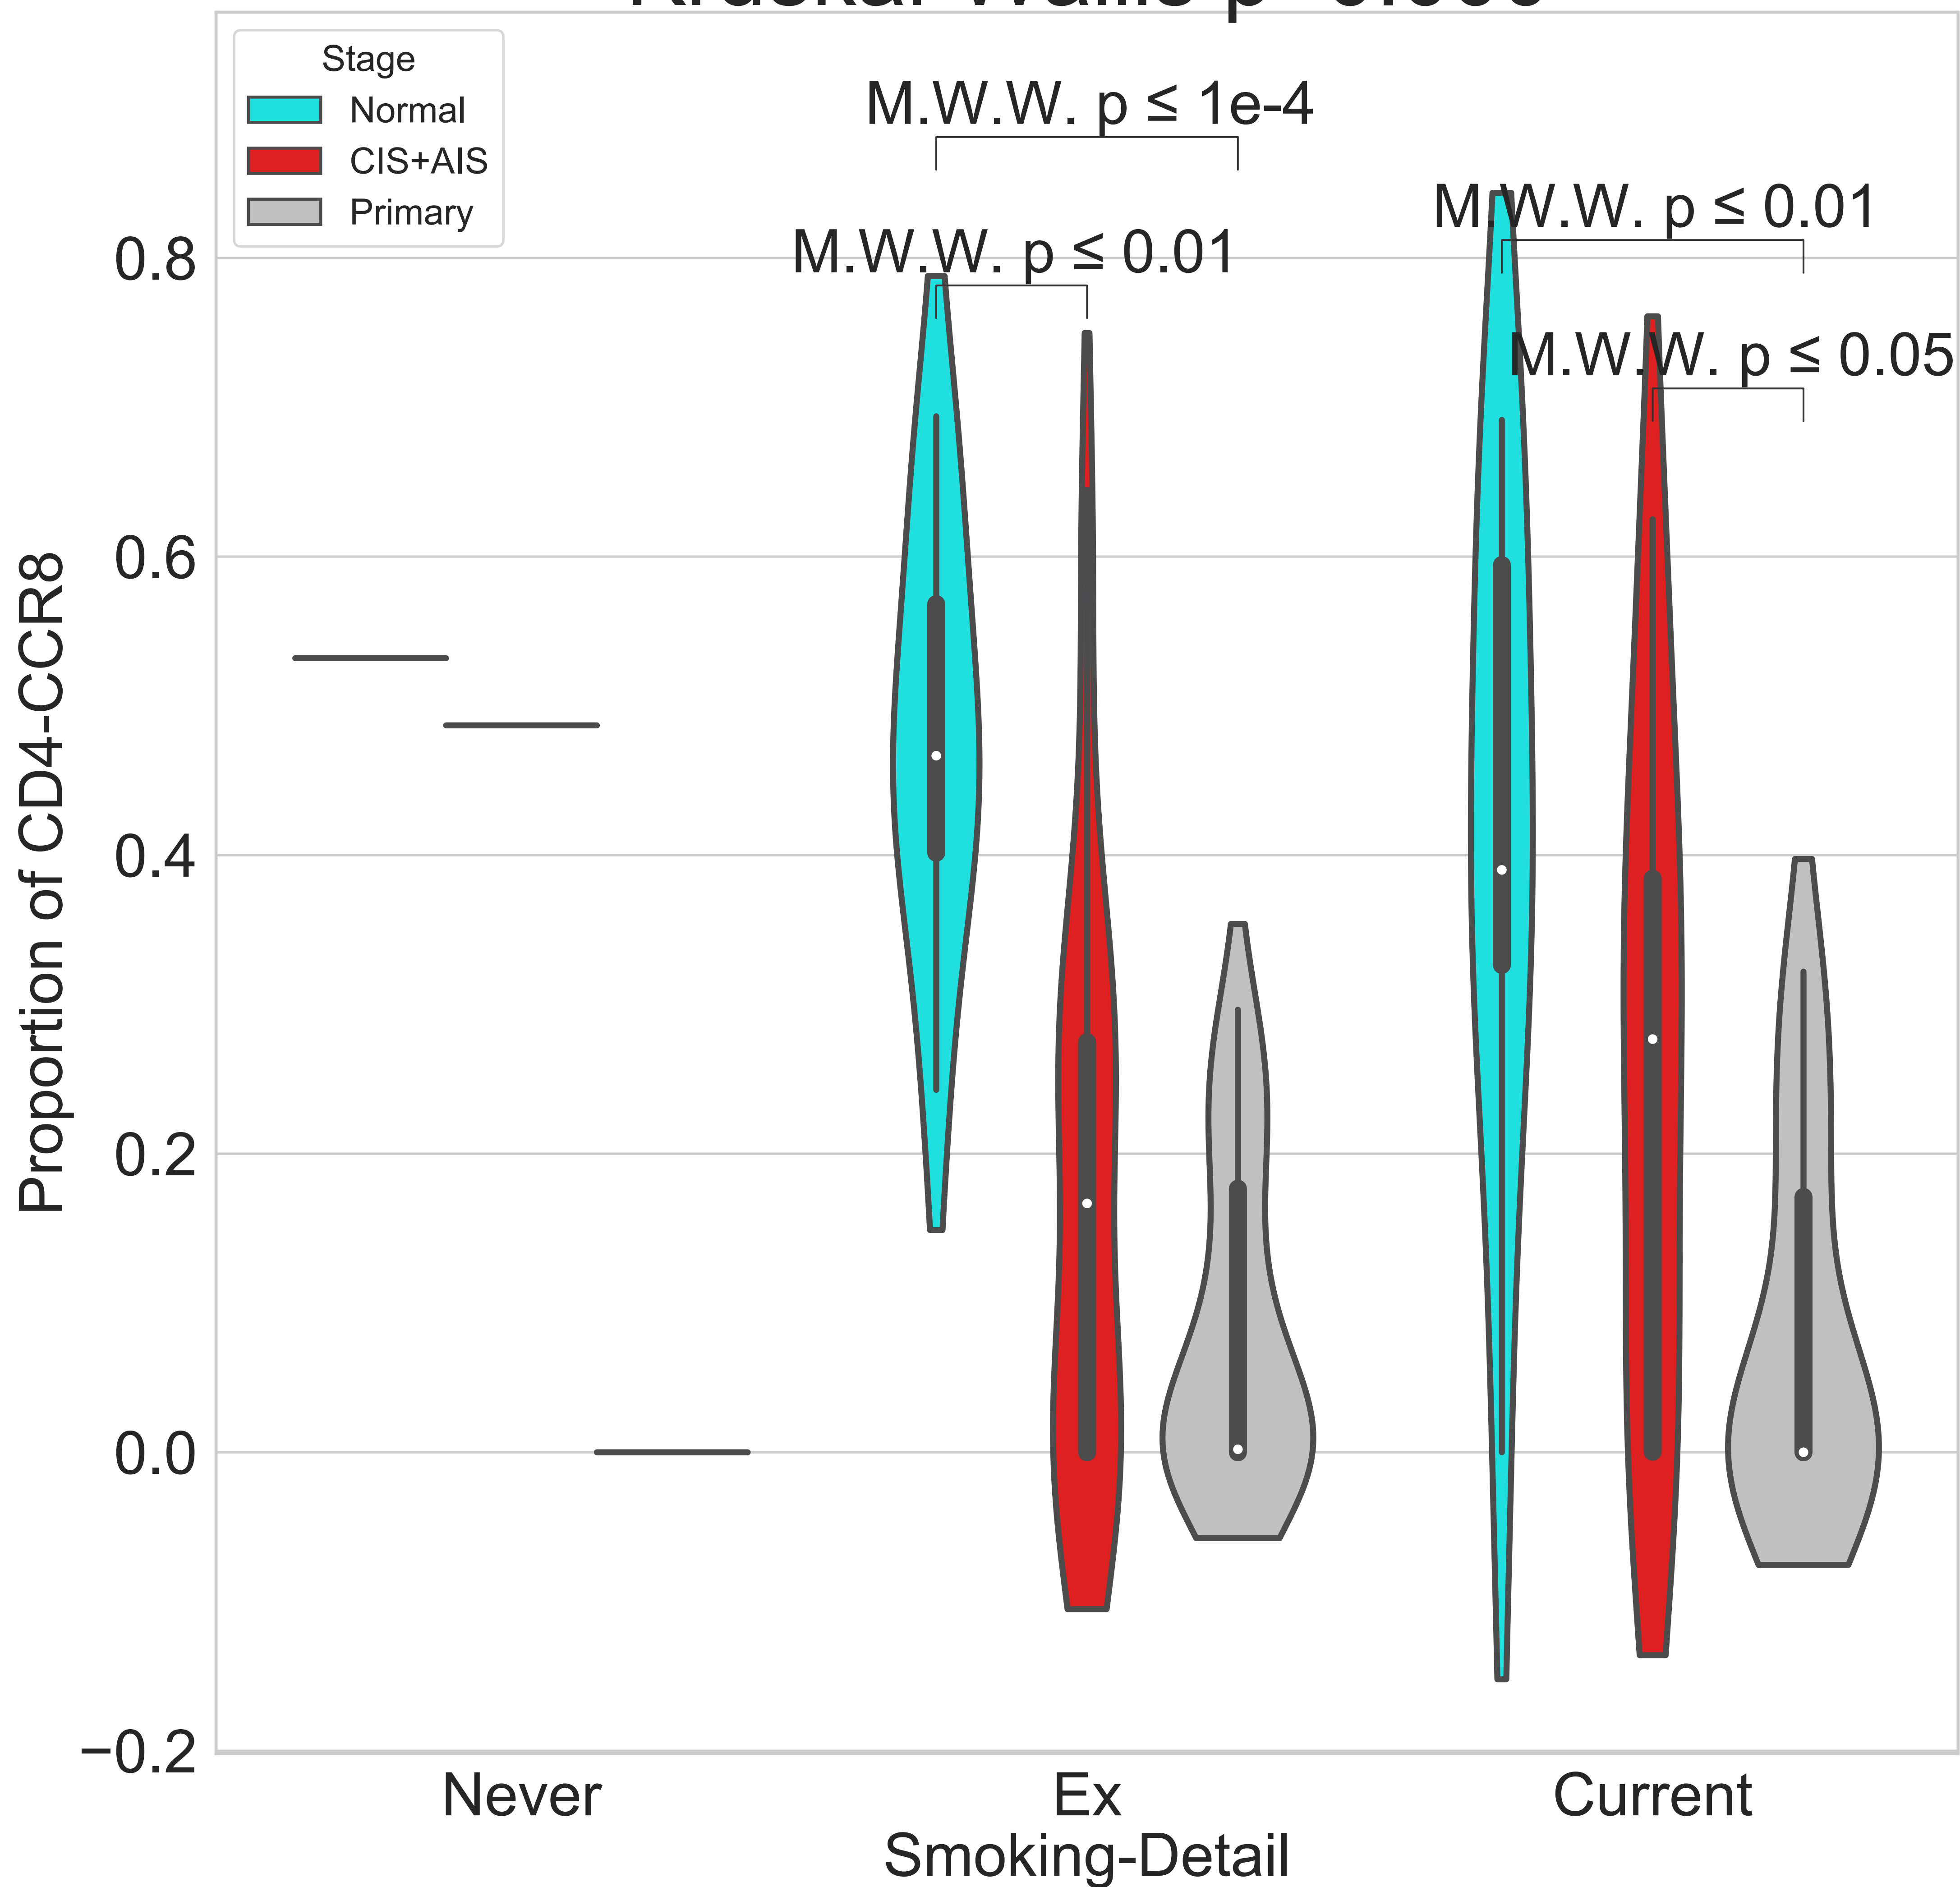 Stage
Normal
CIS+AIS
Primary
M.W.W. p ≤ 1e-4
M.W.W. p ≤ 0.01
M.W.W. p ≤ 0.01
M.W.W. p ≤ 0.05
Proportion of CD4-CCR8
0.8
0.6
0.4
0.2
0.0
−0.2
Never
Ex
Current
Smoking-Detail